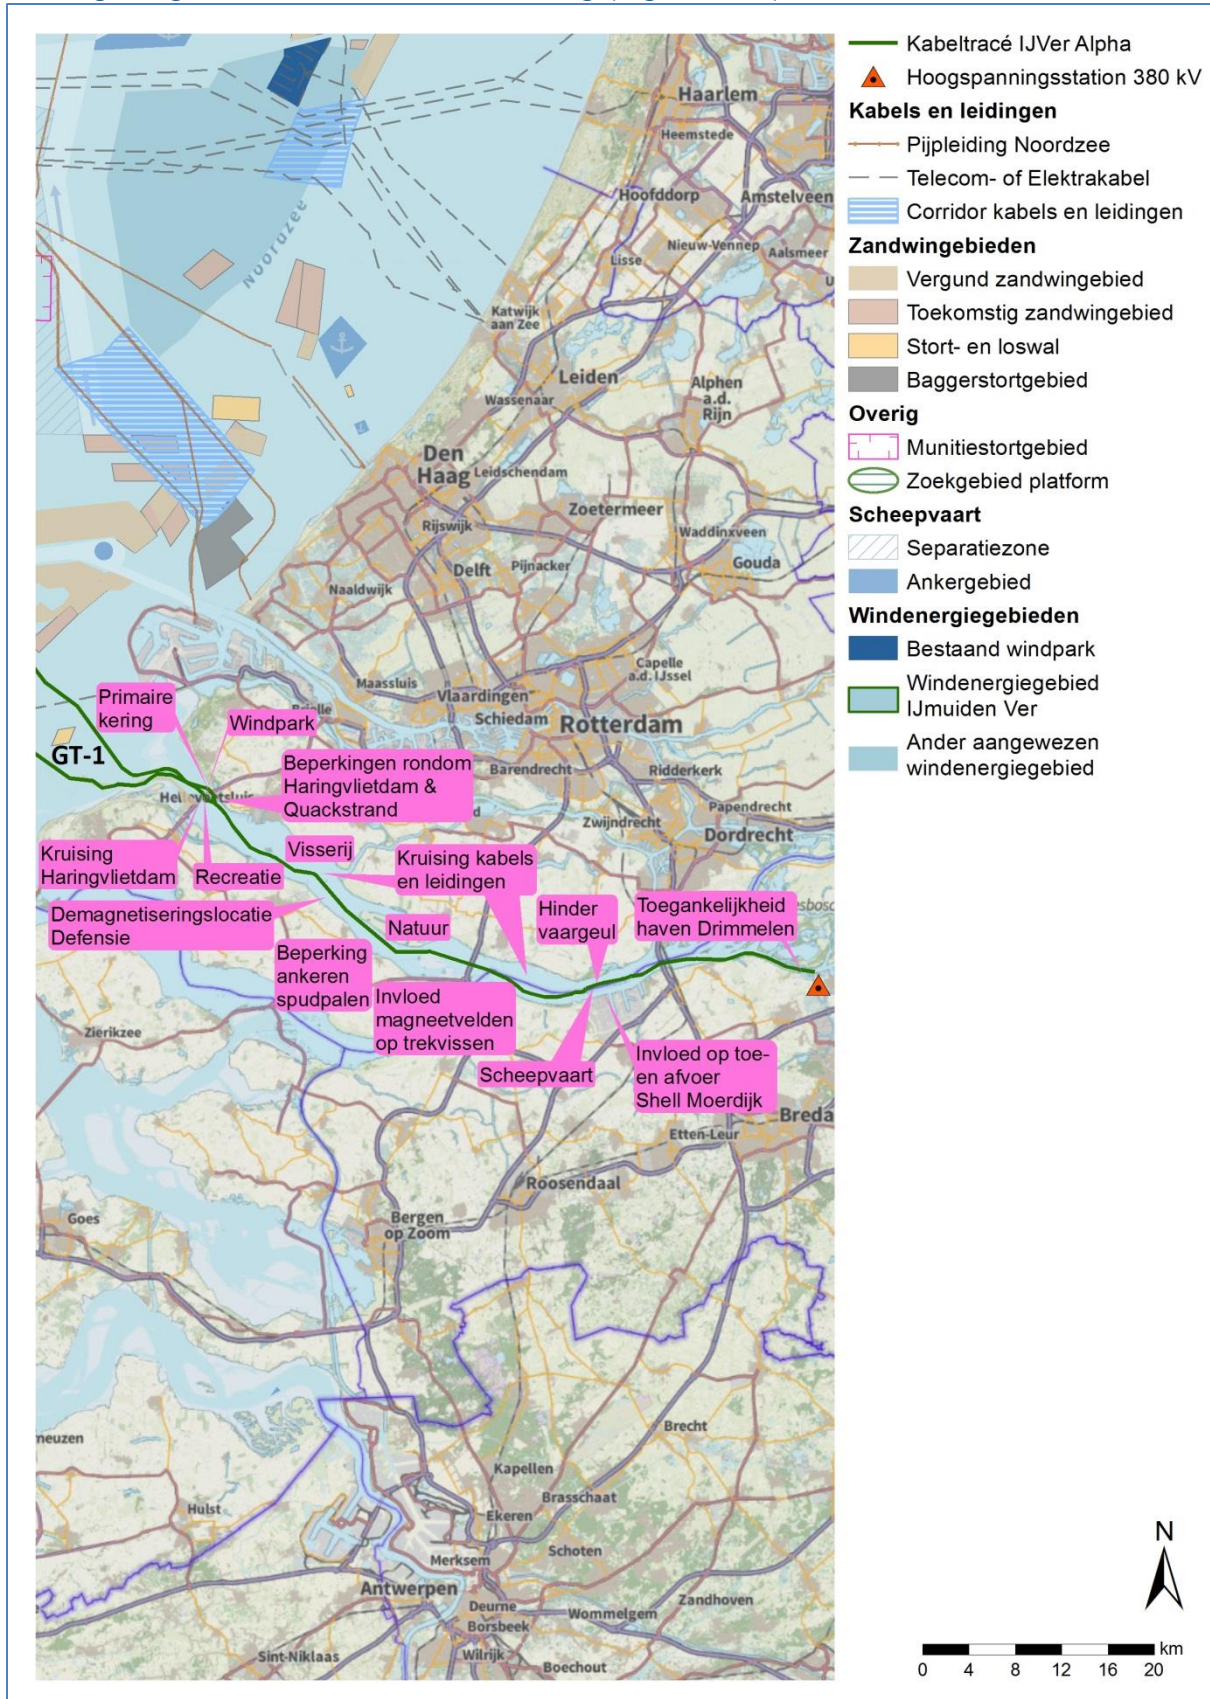 Haarlem
Heemstede
Hoofddorp
Amstelveen
Nieuw-Vennep
Aalsmeer
Lisse
Noordzee
Katwijk
aan Zee
Leiden
Wassenaar
Alphen
a.d.
Rijn
Den
Haag
Leidschendam
Zoetermeer
Rijswijk
Waddinxveen
Delft
Pijnacker
Gouda
Naaldwijk
Maassluis
Capelle
a.d. IJssel
Vlaardingen
Schiedam
Rotterdam
Primaire
kering
Windpark
GT-1
Beperkingen rondom
Haringvlietdam &
Quackstrand
Barendrecht
Ridderkerk
Papendrecht
Zwijndrecht
Dordrecht
Kruising
Haringvlietdam
Recreatie
Visserij
Kruising kabels
en leidingen
Hinder
vaargeul
Toegankelijkheid
haven Drimmelen
Demagnetiseringslocatie
Defensie
Natuur
Beperking
ankeren
spudpalen
Invloed
magneetvelden
op trekvissen
Scheepvaart
Invloed op toe-
en afvoer
Shell Moerdijk
Zierikzee
Breda
Etten-Leur
Roosendaal
Goes
Bergen
op Zoom
Brecht
neuzen
Kapellen
Brasschaat
Hulst
Ekeren
Schoten
Merksem
Antwerpen
Deurne
Borsbeek
Wommelgem
Zandhoven
Sint-Niklaas
Wilrijk
Boechout
Kabeltracé IJVer Alpha
Hoogspanningsstation 380 kV
Kabels en leidingen
Pijpleiding Noordzee
Telecom- of Elektrakabel
Corridor kabels en leidingen
Zandwingebieden
Vergund zandwingebied
Toekomstig zandwingebied
Stort- en loswal
Baggerstortgebied
Overig
Munitiestortgebied
Zoekgebied platform
Scheepvaart
Separatiezone
Ankergebied
Windenergiegebieden
Bestaand windpark
Windenergiegebied
IJmuiden Ver
Ander aangewezen
windenergiegebied
N
km
0 4 8 12 16 20